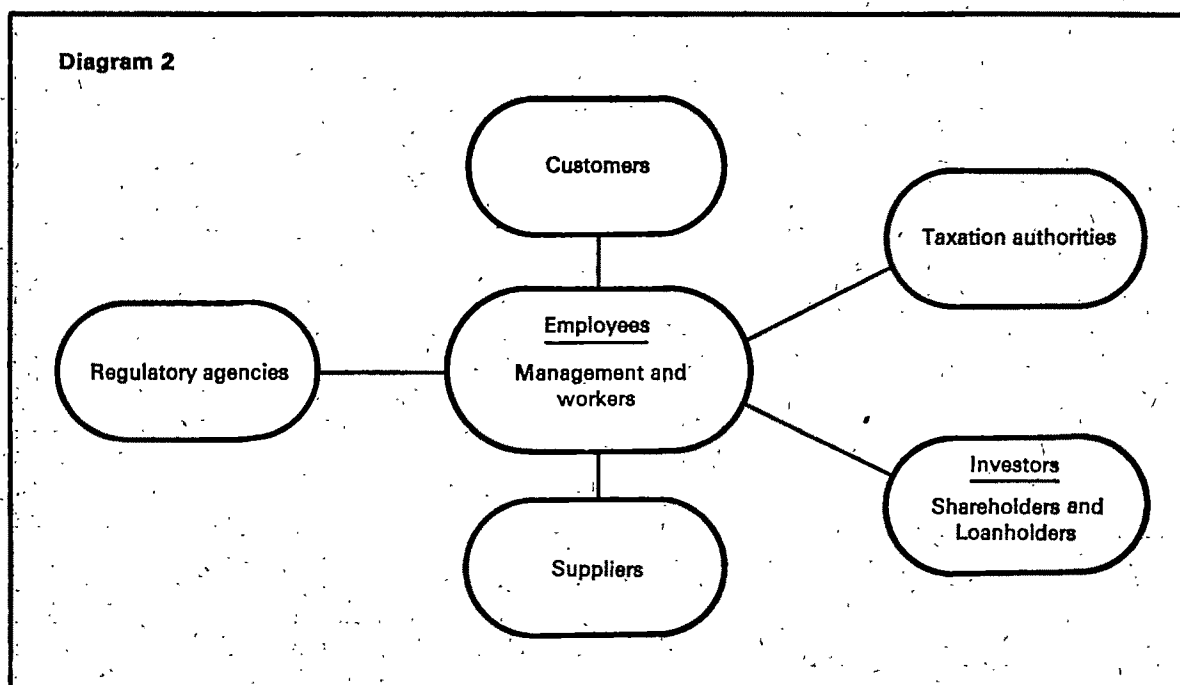 Diagram 2
Customers
Taxation authorities
Employees
Management and
workers
Regulatory agencies
Investors
Shareholders and
Loanholders
Suppliers